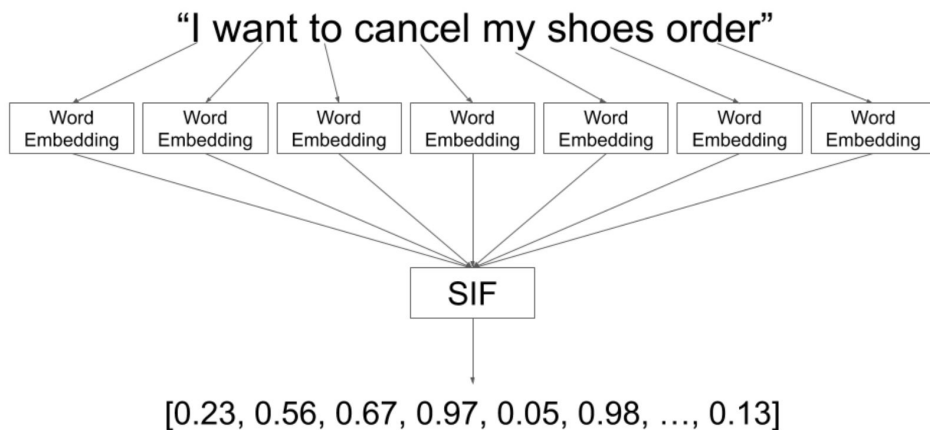 “I want to cancel my shoes order”
Word
Embedding
Word
Embedding
Word
Embedding
Word
Embedding
Word
Embedding
Word
Embedding
Word
Embedding
SIF
[0.23, 0.56, 0.67, 0.97, 0.05, 0.98, ..., 0.13]